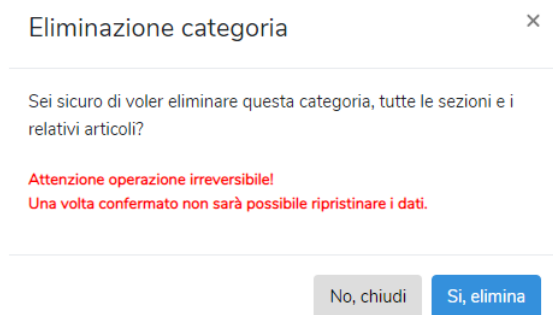 Eliminazione categoria
Sei sicuro di voler eliminare questa categoria, tutte le sezioni e i
relativi articoli?
Attenzione operazione irreversibile!
Una volta confermato non sarà possibile ripristinare i dati.
No, chiudi
Si, elimina